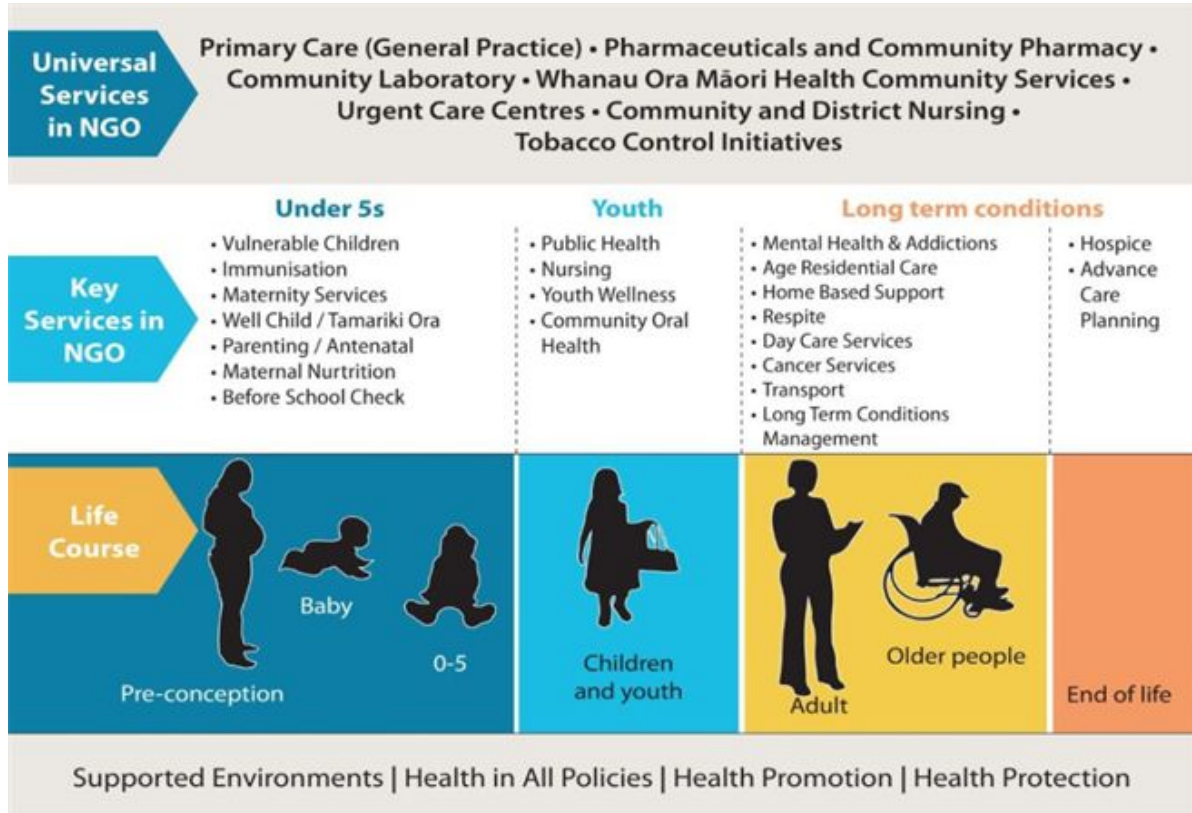 Universal
Services
in NGO
Primary Care (General Practice) • Pharmaceuticals and Community Pharmacy •
Community Laboratory • Whanau Ora Māori Health Community Services •
Urgent Care Centres • Community and District Nursing •
Tobacco Control Initiatives
Key
Services in
NGO
Under 5s
• Vulnerable Children
• Immunisation
• Maternity Services
• Well Child / Tamariki Ora
• Parenting / Antenatal
• Maternal Nurtrition
• Before School Check
Youth
• Public Health
• Nursing
• Youth Wellness
• Community Oral
Health
Long term conditions
• Mental Health & Addictions
• Age Residential Care
• Home Based Support
• Respite
• Day Care Services
• Cancer Services
• Transport
• Long Term Conditions
Management
• Hospice
• Advance
Care
Planning
Life
Course
Pre-conception
Baby
0-5
Children
and youth
Adult
Older people
End of life
Supported Environments | Health in All Policies | Health Promotion | Health Protection